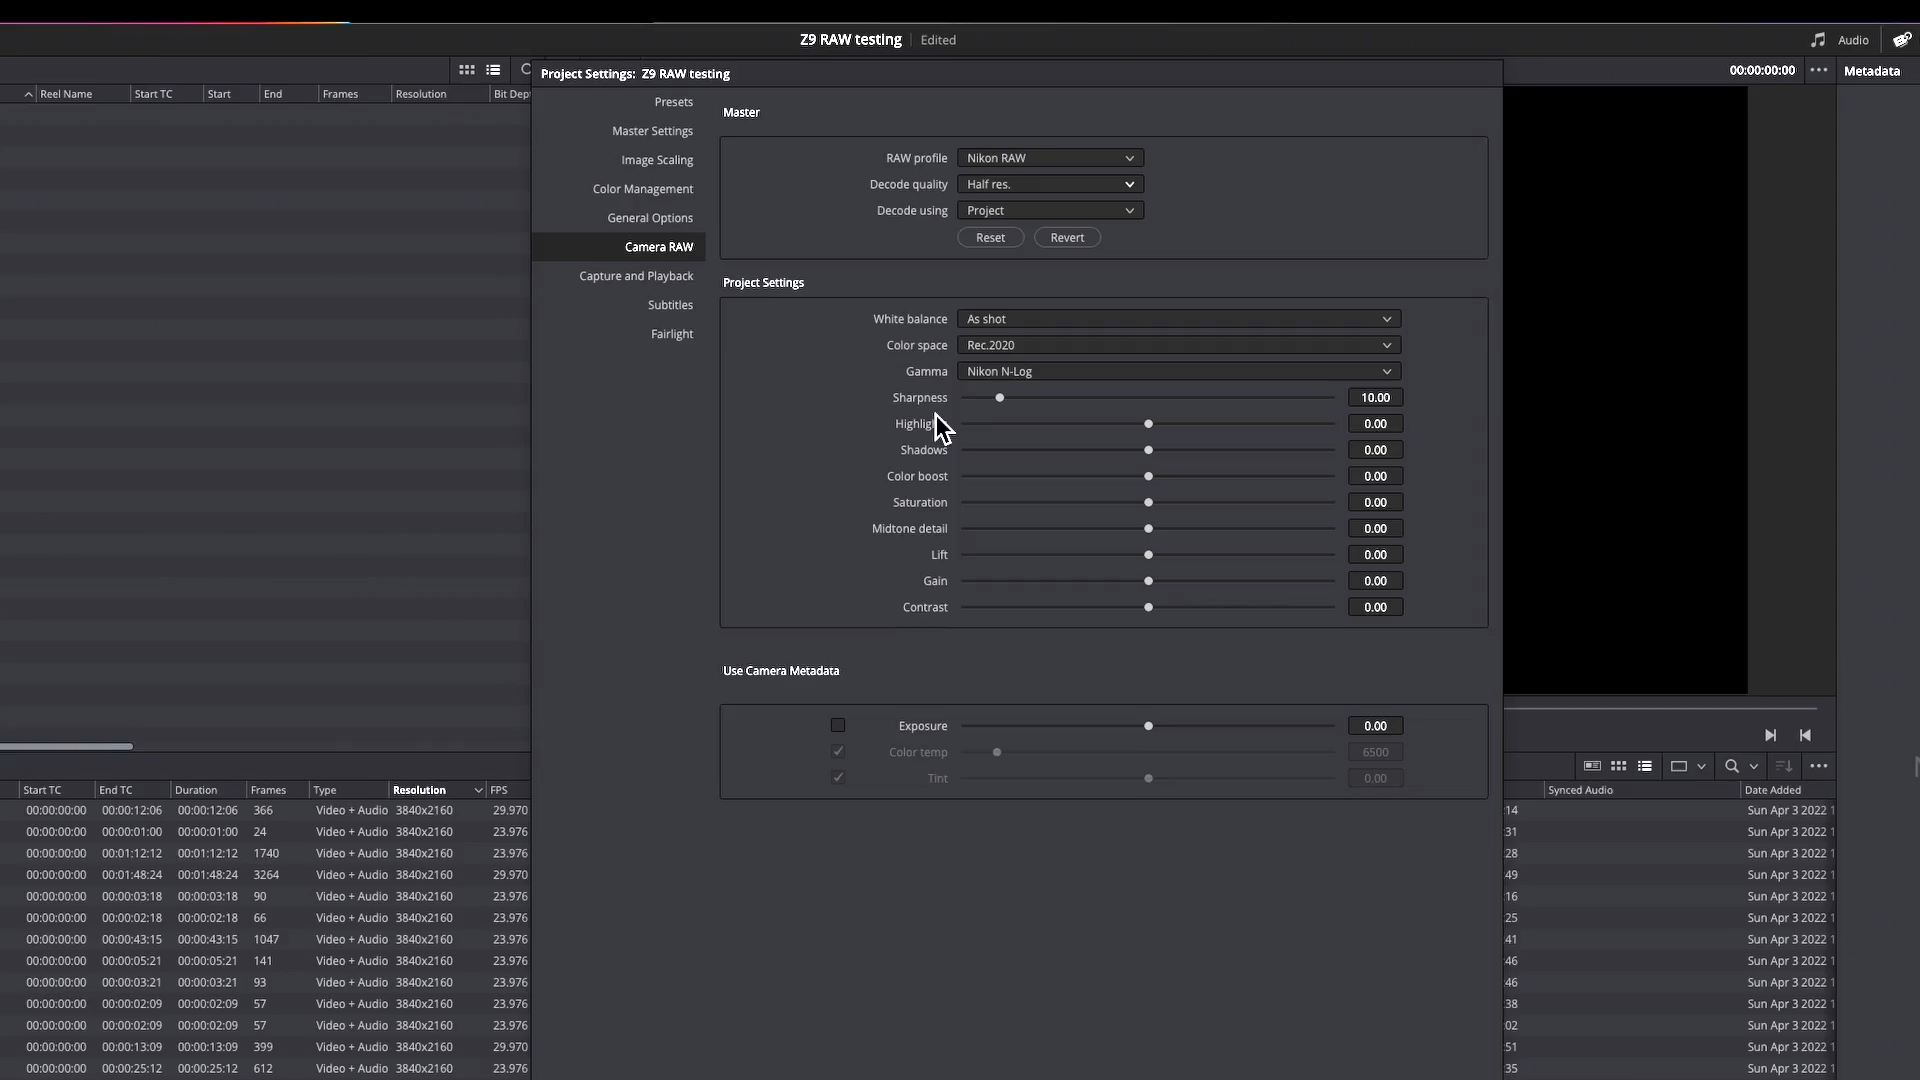 Z9 RAW testing Edited Audio
Project Settings: Z9 RAW testing 00:00:00:00 Metadata
Reel Name Start TC Start End Frames Resolution Bit
Presets
Master Settings
Image Scaling
Color Management
General Options
Camera RAW
Capture and Playback
Subtitles
Fairlight
Master
RAW profile Nikon RAW
Decode quality Half res.
Decode using Project
Reset Revert
Project Settings
White balance As shot
Color space Rec.2020
Gamma Nikon N-Log
Sharpness 10.00
0.00
Shadows 0.00
Color boost 0.00
Saturation 0.00
Midtone detail 0.00
Lift 0.00
Gain 0.00
Contrast 0.00
Use Camera Metadata
Exposure 0.00
Color temp 6500
Tint 0.00
Start TC End TC Duration Frames Type Resolution FPS Synced Audio Date Added
00:00:00:00 00:00:12:06 00:00:12:06 366 Video + Audio 3840x2160 29.970 :14 Sun Apr 3 2022 1
00:00:00:00 00:00:01:00 00:00:01:00 24 Video + Audio 3840x2160 23.976 :31 Sun Apr 3 2022 1
00:00:00:00 00:01:12:12 00:01:12:12 1740 Video + Audio 3840x2160 23.976 :28 Sun Apr 3 2022 1
00:00:00:00 00:01:48:24 00:01:48:24 3264 Video + Audio 3840x2160 29.970 :49 Sun Apr 3 2022 1
00:00:00:00 00:00:03:18 00:00:03:18 90 Video + Audio 3840x2160 23.976 :16 Sun Apr 3 2022 1
00:00:00:00 00:00:02:18 00:00:02:18 66 Video + Audio 3840x2160 23.976 :25 Sun Apr 3 2022 1
00:00:00:00 00:00:43:15 00:00:43:15 1047 Video + Audio 3840x2160 23.976 :41 Sun Apr 3 2022 1
00:00:00:00 00:00:05:21 00:00:05:21 141 Video + Audio 3840x2160 23.976 :46 Sun Apr 3 2022 1
00:00:00:00 00:00:03:21 00:00:03:21 93 Video + Audio 3840x2160 23.976 :46 Sun Apr 3 2022 1
00:00:00:00 00:00:02:09 00:00:02:09 57 Video + Audio 3840x2160 23.976 :38 Sun Apr 3 2022 1
00:00:00:00 00:00:02:09 00:00:02:09 57 Video + Audio 3840x2160 23.976 :02 Sun Apr 3 2022 1
00:00:00:00 00:00:13:09 00:00:13:09 399 Video + Audio 3840x2160 29.970 :51 Sun Apr 3 2022 1
00:00:00:00 00:00:25:12 00:00:25:12 612 Video + Audio 3840x2160 23.976 :35 Sun Apr 3 2022 1